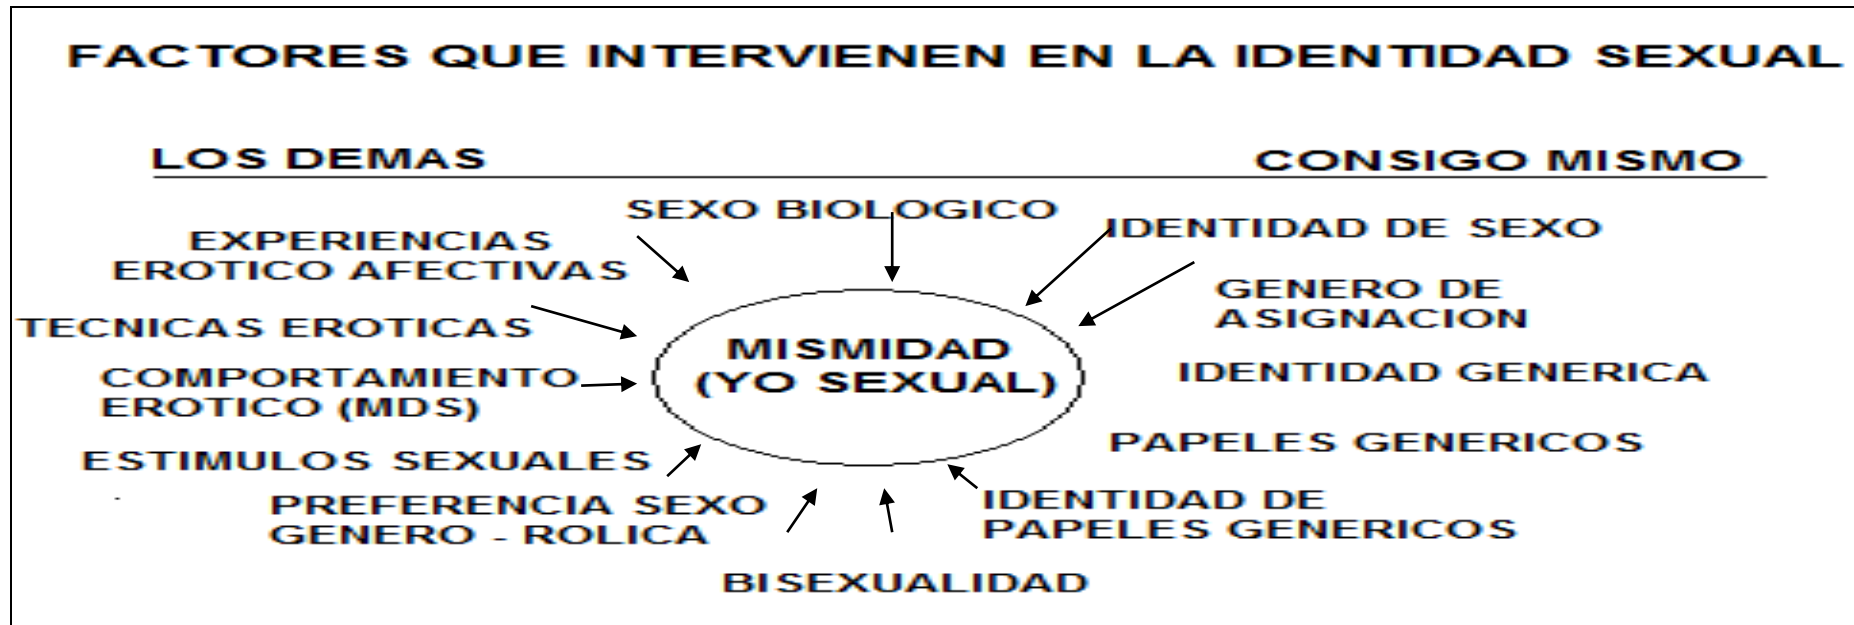 FACTORES QUE INTERVIENEN EN LA IDENTIDAD SEXUAL
LOS DEMAS
CONSIGO MISMO
SEXO BIOLOGICO
EXPERIENCIAS
EROTICO AFECTIVAS
TECNICAS EROTICAS
COMPORTAMIENTO
EROTICO (MDS)
ESTIMULOS SEXUALES
PREFERENCIA SEXO
GENERO - ROLICA
MISMIDAD
(YO SEXUAL)
IDENTIDAD DE SEXO
GENERO DE
ASIGNACION
IDENTIDAD GENERICA
PAPELES GENERICOS
IDENTIDAD DE
PAPELES GENERICOS
BISEXUALIDAD